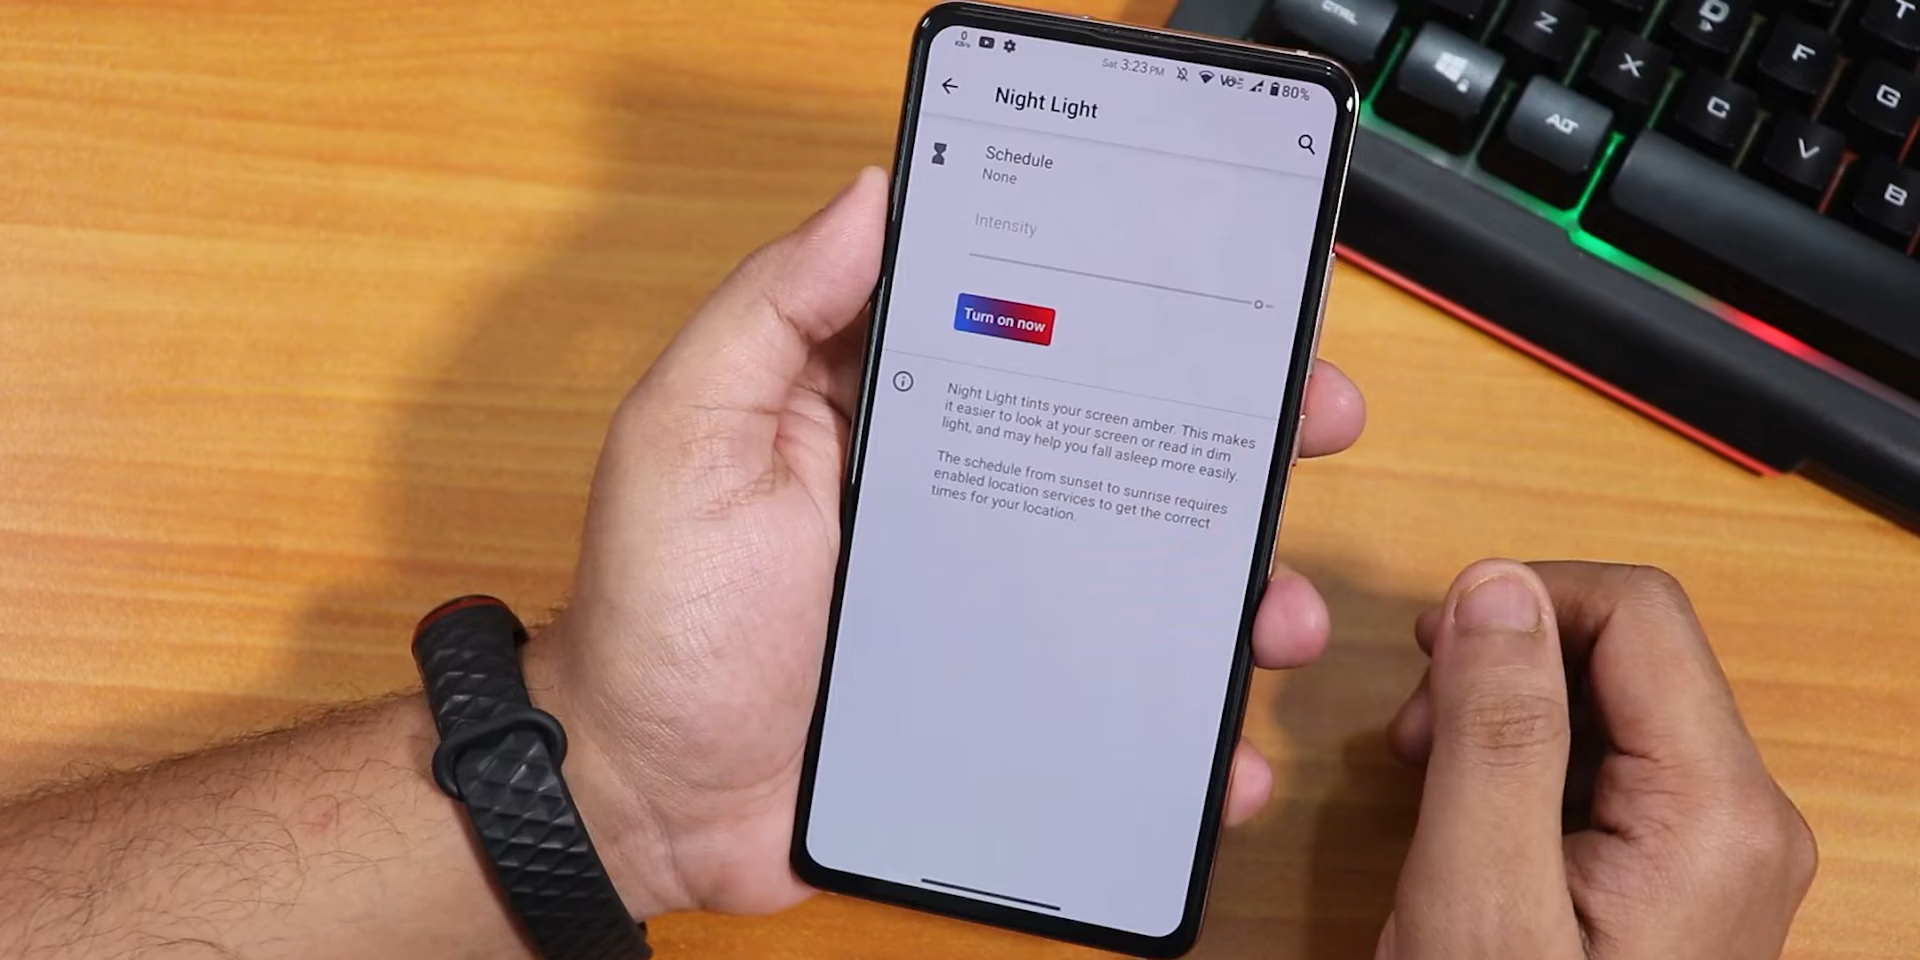 0
KB/s
Sat 3:23 PM
80%
Night Light
Schedule
None
Intensity
Turn on now
Night Light tints your screen amber. This makes
it easier to look at your screen or read in dim
light, and may help you fall asleep more easily.
The schedule from sunset to sunrise requires
enabled location services to get the correct
times for your location.
CTRL
Z
D
T
X
F
ALT
C
G
V
B